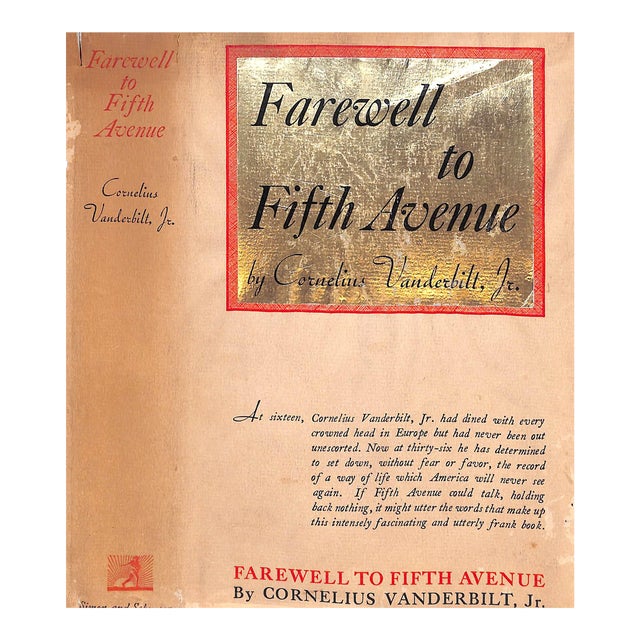 Farewell
to
Fifth
Avenue
Cornelius
Vanderbilt, Jr.
Simon and Schuster
Farewell
to
Fifth Avenue
by Cornelius Vanderbilt, Jr.
At sixteen, Cornelius Vanderbilt, Jr. had dined with every
crowned head in Europe but had never been out
unescorted. Now at thirty-six he has determined
to set down, without fear or favor, the record
of a way of life which America will never see
again. If Fifth Avenue could talk, holding
back nothing, it might utter the words that make up
this intensely fascinating and utterly frank book.
FAREWELL TO FIFTH AVENUE
By CORNELIUS VANDERBILT, Jr.